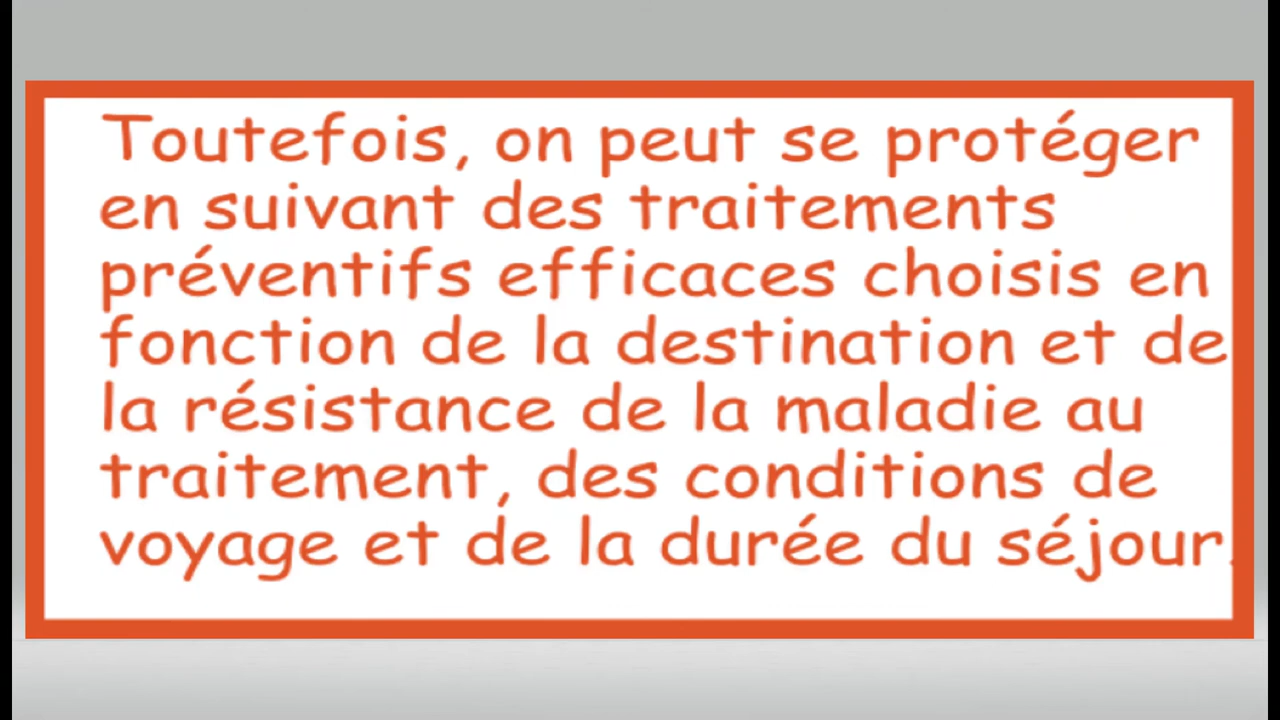 Toutefois, on peut se protéger
en suivant des traitements
préventifs efficaces choisis en
fonction de la destination et de
la résistance de la maladie au
traitement, des conditions de
voyage et de la durée du séjour.